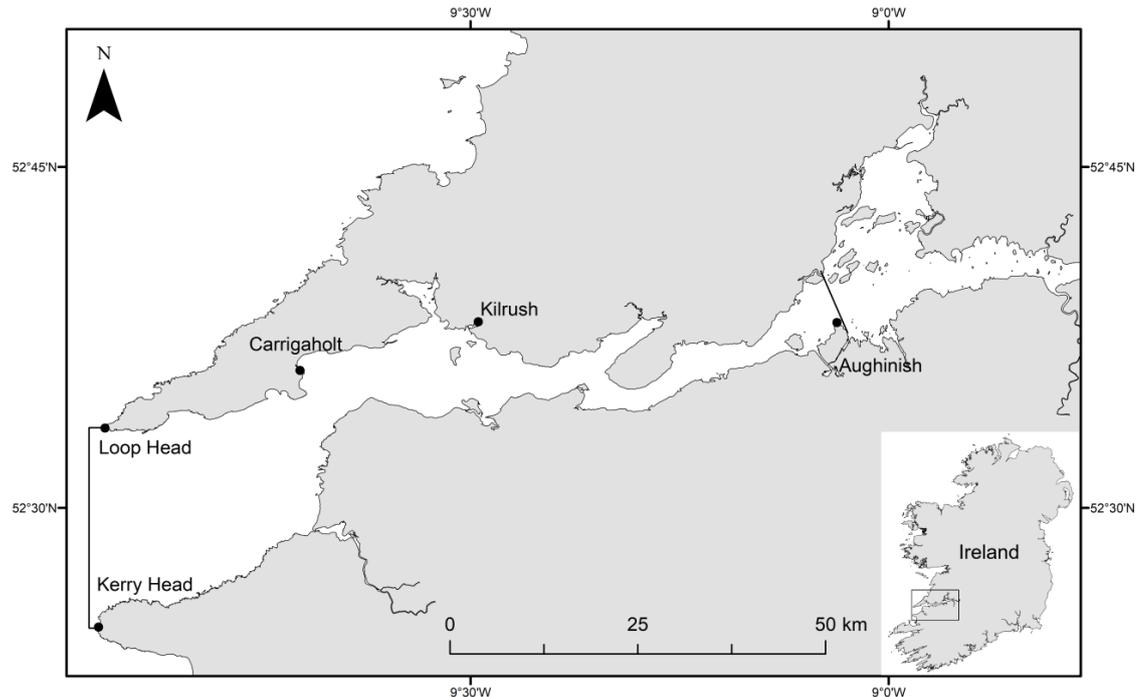 9°30'W 9°0'W
N
52°45'N 52°45'N
Kilrush
Carrigaholt
Aughinish
Loop Head
52°30'N 52°30'N
Ireland
Kerry Head
0 25 50 km
9°30'W 9°0'W